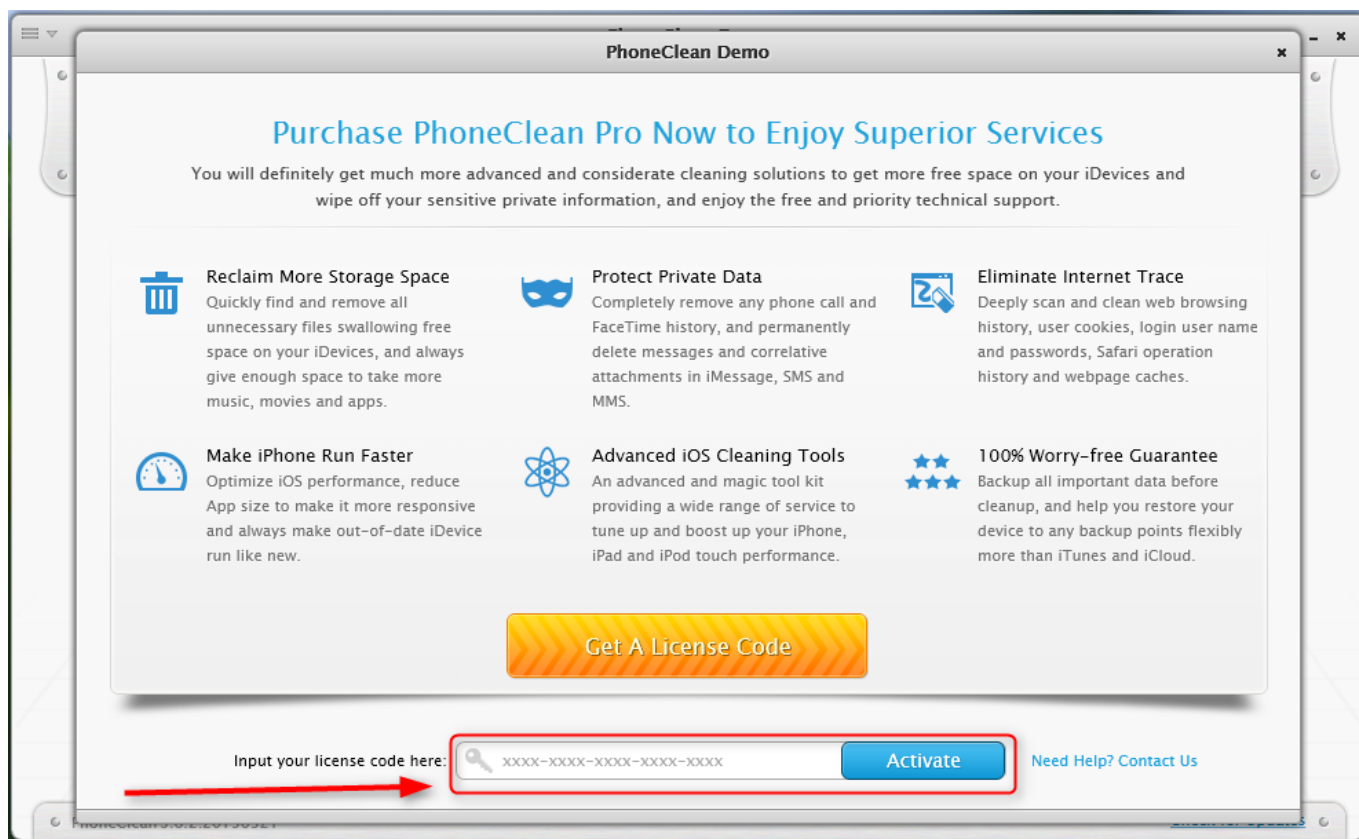 PhoneClean Demo
Purchase PhoneClean Pro Now to Enjoy Superior Services
You will definitely get much more advanced and considerate cleaning solutions to get more free space on your iDevices and
wipe off your sensitive private information, and enjoy the free and priority technical support.
Reclaim More Storage Space
Quickly find and remove all
unnecessary files swallowing free
space on your iDevices, and always
give enough space to take more
music, movies and apps.
Protect Private Data
Completely remove any phone call and
FaceTime history, and permanently
delete messages and correlative
attachments in iMessage, SMS and
MMS.
Eliminate Internet Trace
Deeply scan and clean web browsing
history, user cookies, login user name
and passwords, Safari operation
history and webpage caches.
Make iPhone Run Faster
Optimize iOS performance, reduce
App size to make it more responsive
and always make out-of-date iDevice
run like new.
Advanced iOS Cleaning Tools
An advanced and magic tool kit
providing a wide range of service to
tune up and boost up your iPhone,
iPad and iPod touch performance.
100% Worry-free Guarantee
Backup all important data before
cleanup, and help you restore your
device to any backup points flexibly
more than iTunes and iCloud.
Get A License Code
Input your license code here:
xxxx-xxxx-xxxx-xxxx-xxxx
Activate
Need Help? Contact Us
Check for Updates